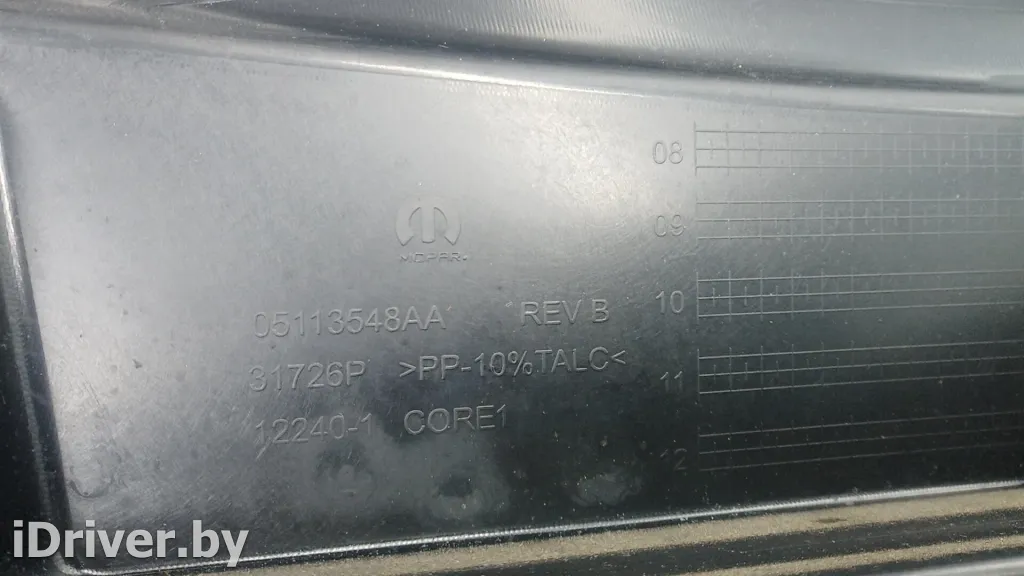 08
09
MOPAR
10
05113548AA REV B
31726P >PP-10%TALC<
11
12240-1 CORE1
12
iDriver.by